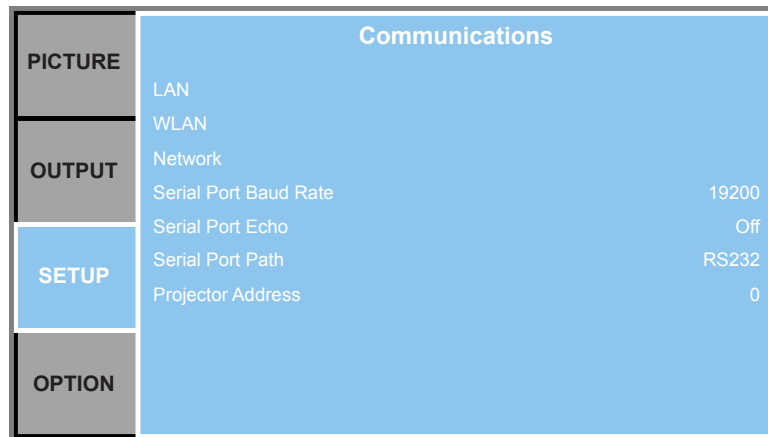 PICTURE
OUTPUT
SETUP
OPTION
Communications
LAN
WLAN
Network
Serial Port Baud Rate 19200
Serial Port Echo Off
Serial Port Path RS232
Projector Address 0